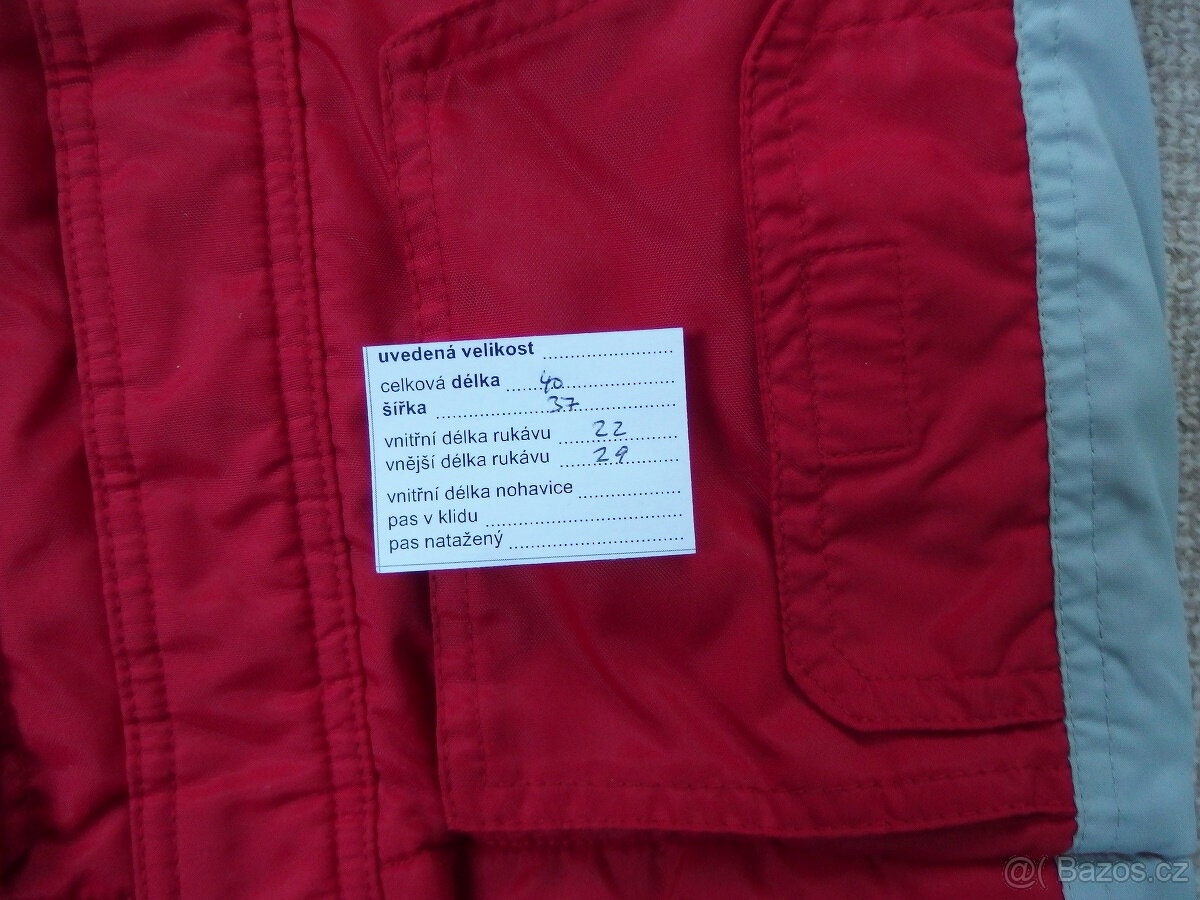 uvedená velikost ........................
celková délka ......40.....................
šířka .....................37....................
vnitřní délka rukávu .......22..........
vnější délka rukávu .......29..........
vnitřní délka nohavice ...................
pas v klidu ....................................
pas natažený ................................
@( Bazos.cz